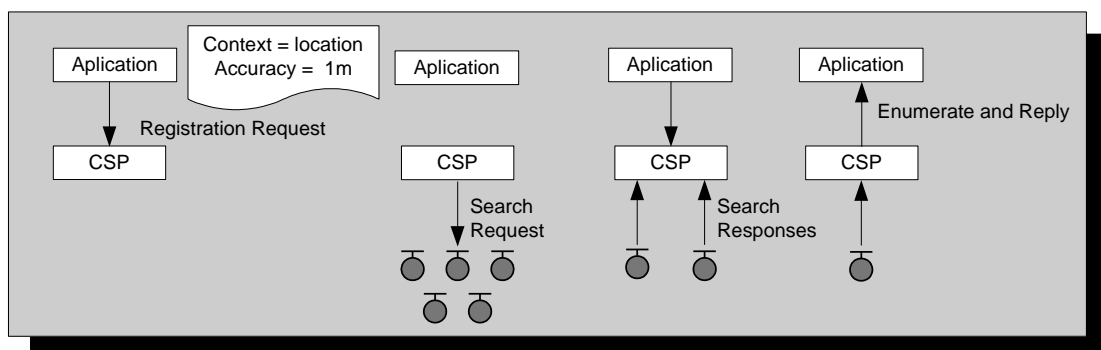 Aplication
Context = location
Accuracy = 1m
Registration Request
CSP
Aplication
CSP
Search
Request
Aplication
CSP
Search
Responses
Aplication
Enumerate and Reply
CSP